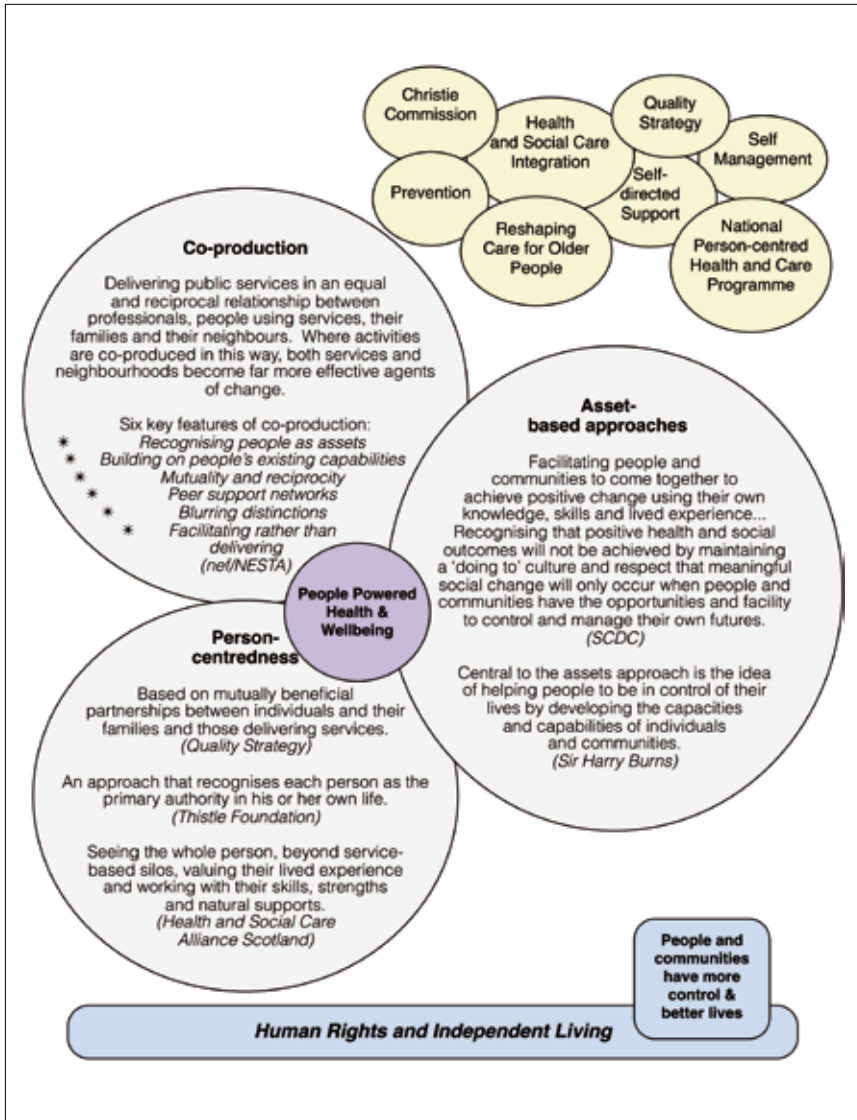 Christie
Commission
Health
and Social Care
Integration
Quality
Strategy
Self
Management
Prevention
Self-
directed
Support
Reshaping
Care for Older
People
National
Person-centred
Health and Care
Programme
Co-production
Delivering public services in an equal
and reciprocal relationship between
professionals, people using services, their
families and their neighbours. Where activities
are co-produced in this way, both services and
neighbourhoods become far more effective agents
of change.
Six key features of co-production:
✷ Recognising people as assets
✷ Building on people's existing capabilities
✷ Mutuality and reciprocity
✷ Peer support networks
✷ Blurring distinctions
✷ Facilitating rather than
delivering
(nef/NESTA)
Asset-
based approaches
Facilitating people and
communities to come together to
achieve positive change using their own
knowledge, skills and lived experience...
Recognising that positive health and social
outcomes will not be achieved by maintaining
a 'doing to' culture and respect that meaningful
social change will only occur when people and
communities have the opportunities and facility
to control and manage their own futures.
(SCDC)
Central to the assets approach is the idea
of helping people to be in control of their
lives by developing the capacities
and capabilities of individuals
and communities.
(Sir Harry Burns)
People Powered
Health &
Wellbeing
Person-
centredness
Based on mutually beneficial
partnerships between individuals and their
families and those delivering services.
(Quality Strategy)
An approach that recognises each person as the
primary authority in his or her own life.
(Thistle Foundation)
Seeing the whole person, beyond service-
based silos, valuing their lived experience
and working with their skills, strengths
and natural supports.
(Health and Social Care
Alliance Scotland)
People and
communities
have more
control &
better lives
Human Rights and Independent Living